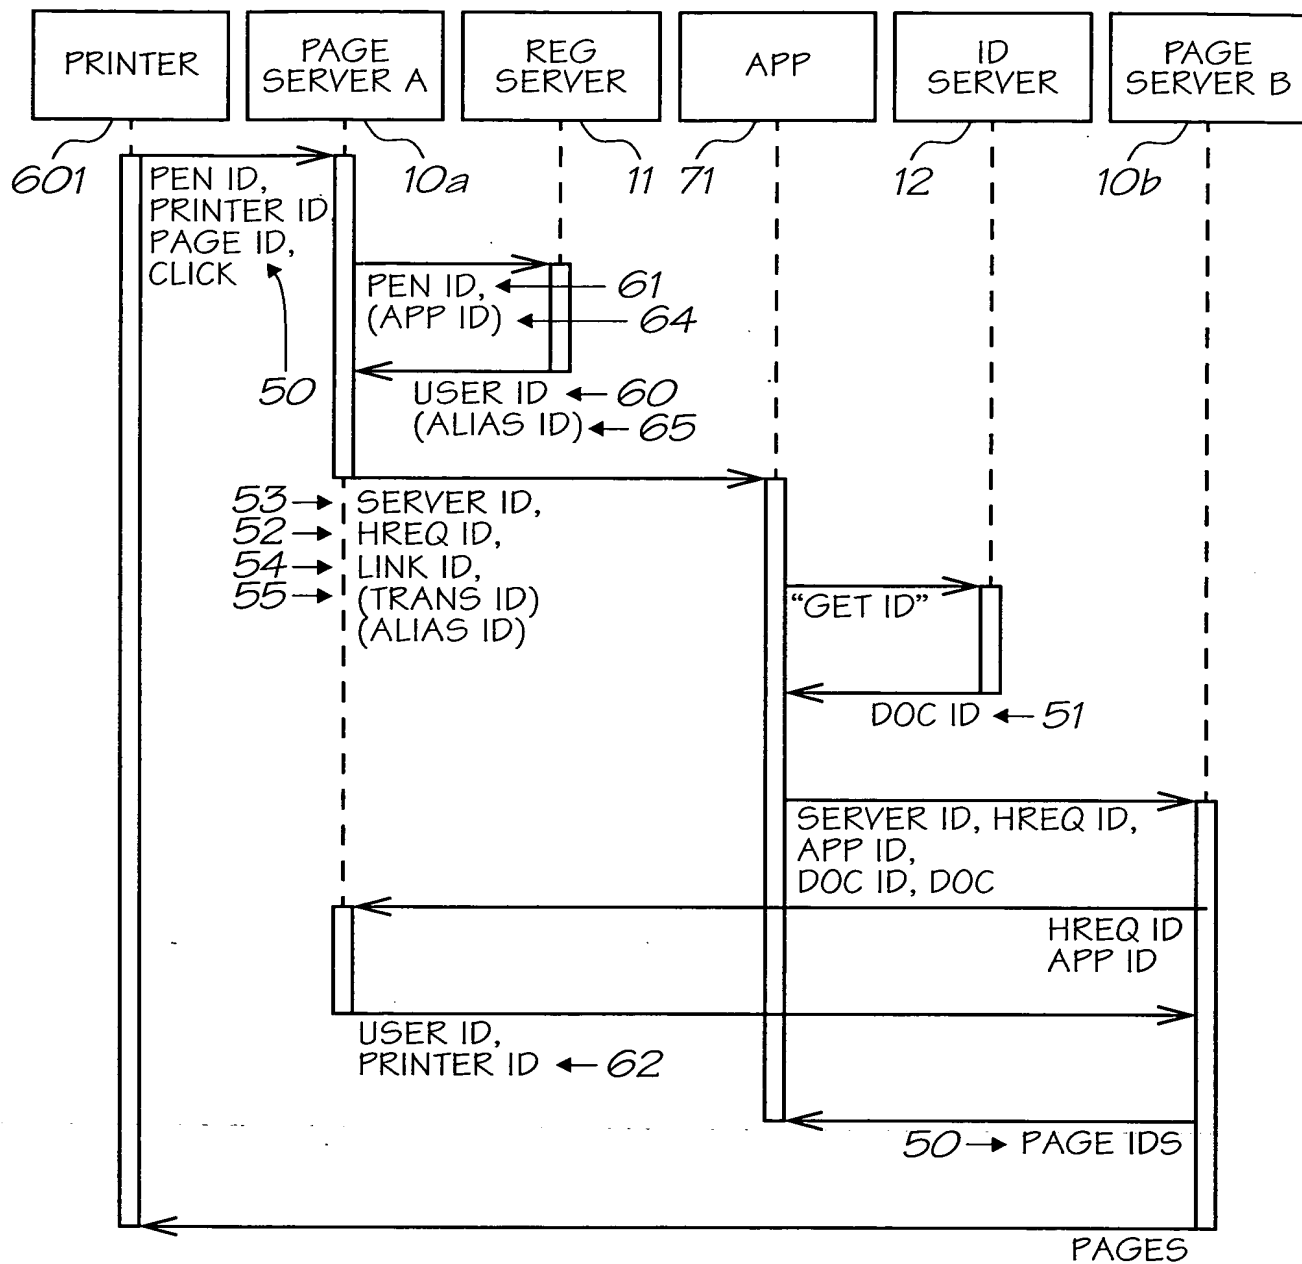 PRINTER
PAGE
SERVER A
REG
SERVER
APP
ID
SERVER
PAGE
SERVER B
601
10a
11
71
12
10b
PEN ID,
PRINTER ID
PAGE ID,
CLICK
50
PEN ID,
61
(APP ID)
64
USER ID
60
(ALIAS ID)
65
53
SERVER ID,
52
HREQ ID,
54
LINK ID,
55
(TRANS ID)
(ALIAS ID)
"GET ID"
DOC ID
51
SERVER ID, HREQ ID,
APP ID,
DOC ID, DOC
HREQ ID
APP ID
USER ID,
PRINTER ID
62
50
PAGE IDS
PAGES